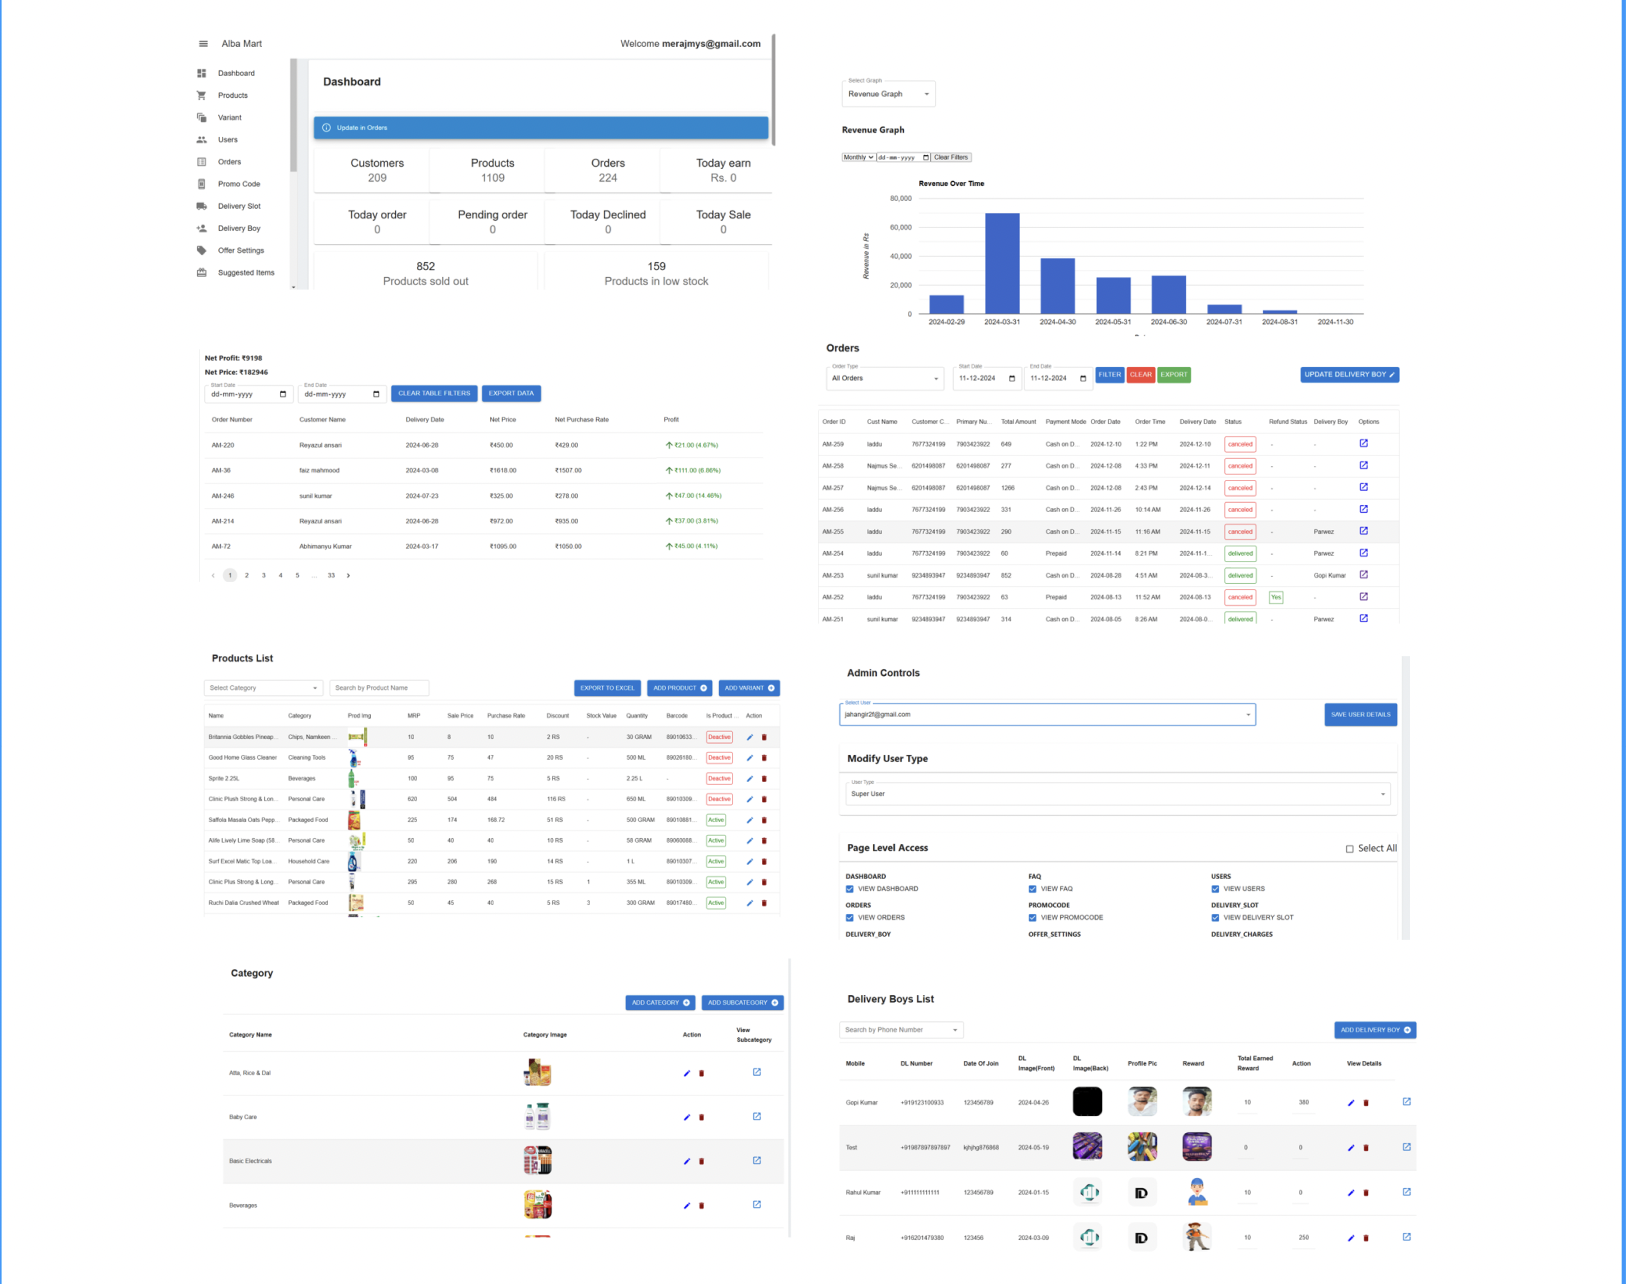 Alba Mart
Welcome merajmys@gmail.com
Dashboard
Products
Variant
Users
Orders
Promo Code
Delivery Slot
Delivery Boy
Offer Settings
Suggested Items
Dashboard
Update in Orders
Customers Products Orders Today earn
209 1109 224 Rs. 0
Today order Pending order Today Declined Today Sale
0 0 0 0
852 159
Products sold out Products in low stock
Select Graph
Revenue Graph
Revenue Graph
Monthly dd-mm-yyyy Clear Filters
Revenue Over Time
Revenue in Rs
80,000
60,000
40,000
20,000
0
2024-02-29 2024-03-31 2024-04-30 2024-05-31 2024-06-30 2024-07-31 2024-08-31 2024-11-30
Net Profit: ₹9198
Net Price: ₹182946
Start Date End Date
dd-mm-yyyy dd-mm-yyyy CLEAR TABLE FILTERS EXPORT DATA
Order Number Customer Name Delivery Date Net Price Net Purchase Rate Profit
AM-220 Reyazul ansari 2024-06-28 ₹450.00 ₹429.00 ₹21.00 (4.67%)
AM-36 faiz mahmood 2024-03-08 ₹1618.00 ₹1507.00 ₹111.00 (6.86%)
AM-246 sunil kumar 2024-07-23 ₹325.00 ₹278.00 ₹47.00 (14.46%)
AM-214 Reyazul ansari 2024-06-28 ₹972.00 ₹935.00 ₹37.00 (3.81%)
AM-72 Abhimanyu Kumar 2024-03-17 ₹1095.00 ₹1050.00 ₹45.00 (4.11%)
‹ 1 2 3 4 5 ... 33 ›
Orders
Order Type Start Date End Date
All Orders 11-12-2024 11-12-2024 FILTER CLEAR EXPORT UPDATE DELIVERY BOY
Order ID Cust Name Customer C... Primary Nu... Total Amount Payment Mode Order Date Order Time Delivery Date Status Refund Status Delivery Boy Options
AM-259 laddu 7677324199 7903423922 649 Cash on D... 2024-12-10 1:22 PM 2024-12-10 canceled - -
AM-258 Najmus Se... 6201498087 6201498087 277 Cash on D... 2024-12-08 4:33 PM 2024-12-11 canceled - -
AM-257 Najmus Se... 6201498087 6201498087 1266 Cash on D... 2024-12-08 2:43 PM 2024-12-14 canceled - -
AM-256 laddu 7677324199 7903423922 331 Cash on D... 2024-11-26 10:14 AM 2024-11-26 canceled - -
AM-255 laddu 7677324199 7903423922 290 Cash on D... 2024-11-15 11:16 AM 2024-11-15 canceled - Parwez
AM-254 laddu 7677324199 7903423922 60 Prepaid 2024-11-14 8:21 PM 2024-11-1... delivered - Parwez
AM-253 sunil kumar 9234893947 9234893947 852 Cash on D... 2024-08-28 4:51 AM 2024-08-3... delivered - Gopi Kumar
AM-252 laddu 7677324199 7903423922 63 Prepaid 2024-08-13 11:52 AM 2024-08-13 canceled Yes -
AM-251 sunil kumar 9234893947 9234893947 314 Cash on D... 2024-08-05 8:26 AM 2024-08-0... delivered - Parwez
Products List
Select Category Search by Product Name EXPORT TO EXCEL ADD PRODUCT ADD VARIANT
Name Category Prod Img MRP Sale Price Purchase Rate Discount Stock Value Quantity Barcode Is Product ... Action
Britannia Gobbles Pineap... Chips, Namkeen ... 10 8 10 2 RS - 30 GRAM 89010633... Deactive
Good Home Glass Cleaner Cleaning Tools 95 75 47 20 RS - 500 ML 89026160... Deactive
Sprite 2.25L Beverages 100 95 75 5 RS - 2.25 L - Deactive
Clinic Plush Strong & Lon... Personal Care 620 504 484 116 RS - 650 ML 89010309... Deactive
Saffola Masala Oats Pepp... Packaged Food 225 174 168.72 51 RS - 500 GRAM 89010881... Active
Alife Lively Lime Soap (58... Personal Care 50 40 40 10 RS - 58 GRAM 89060088... Active
Surf Excel Matic Top Loa... Household Care 220 206 190 14 RS - 1 L 89010307... Active
Clinic Plus Strong & Long... Personal Care 295 280 268 15 RS 1 355 ML 89010309... Active
Ruchi Dalia Crushed Wheat Packaged Food 50 45 40 5 RS 3 300 GRAM 89017480... Active
Admin Controls
Select User
jahangir2f@gmail.com SAVE USER DETAILS
Modify User Type
User Type
Super User
Page Level Access Select All
DASHBOARD FAQ USERS
VIEW DASHBOARD VIEW FAQ VIEW USERS
ORDERS PROMOCODE DELIVERY_SLOT
VIEW ORDERS VIEW PROMOCODE VIEW DELIVERY SLOT
DELIVERY_BOY OFFER_SETTINGS DELIVERY_CHARGES
Category
ADD CATEGORY ADD SUBCATEGORY
Category Name Category Image Action View Subcategory
Atta, Rice & Dal
Baby Care
Basic Electricals
Beverages
Delivery Boys List
Search by Phone Number ADD DELIVERY BOY
Mobile DL Number Date Of Join DL Image(Front) DL Image(Back) Profile Pic Reward Total Earned Reward Action View Details
Gopi Kumar +919123100933 123456789 2024-04-26 10 380
Test +91987897897897 kjhjhg876868 2024-05-19 0 0
Rahul Kumar +911111111111 123456789 2024-01-15 10 0
Raj +916201479380 123456 2024-03-09 10 250